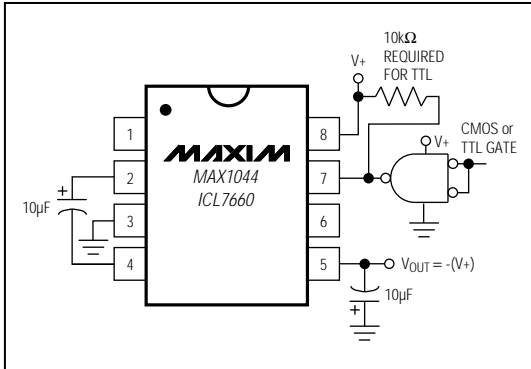 10kΩ
REQUIRED
FOR TTL
V+
CMOS or
TTL GATE
V+
1
8
MAXIM
2
MAX1044
7
ICL7660
+
10µF
3
6
4
5
VOUT = -(V+)
10µF
+